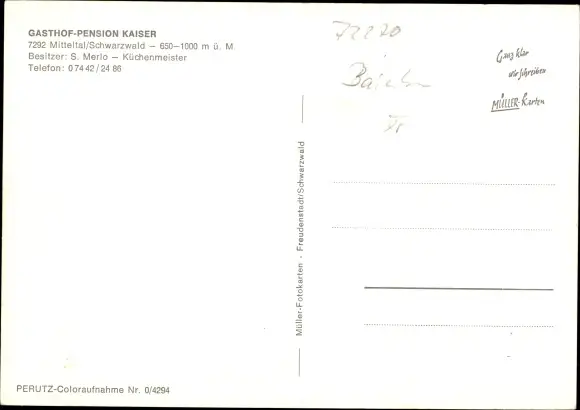 GASTHOF-PENSION KAISER
7292 Mitteltal/Schwarzwald — 650—1000 m ü. M.
Besitzer: S. Merlo — Küchenmeister
Telefon: 0 74 42 / 24 86
PERUTZ-Coloraufnahme Nr. 0/4294
Müller-Fotokarten - Freudenstadt/Schwarzwald
72270
Ganz klar
wir schreiben
MÜLLER-Karten